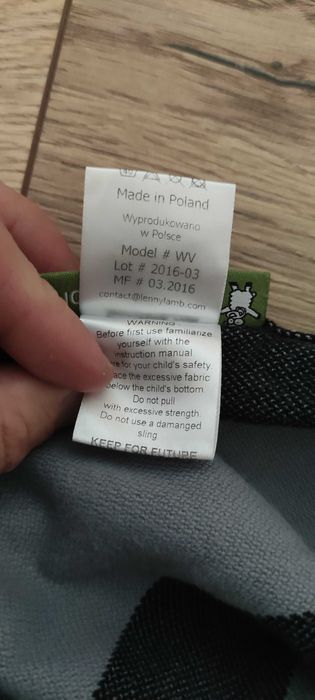 Made in Poland
Wyprodukowano
w Polsce
Model # WV
Lot # 2016-03
MF # 03.2016
contact@lennylamb.com
WARNING
Before first use familiarize
yourself with the
instruction manual
for your child's safety.
the excessive fabric
below the child's bottom.
Do not pull
with excessive strength.
Do not use a damanged
sling
KEEP FOR FUTURE